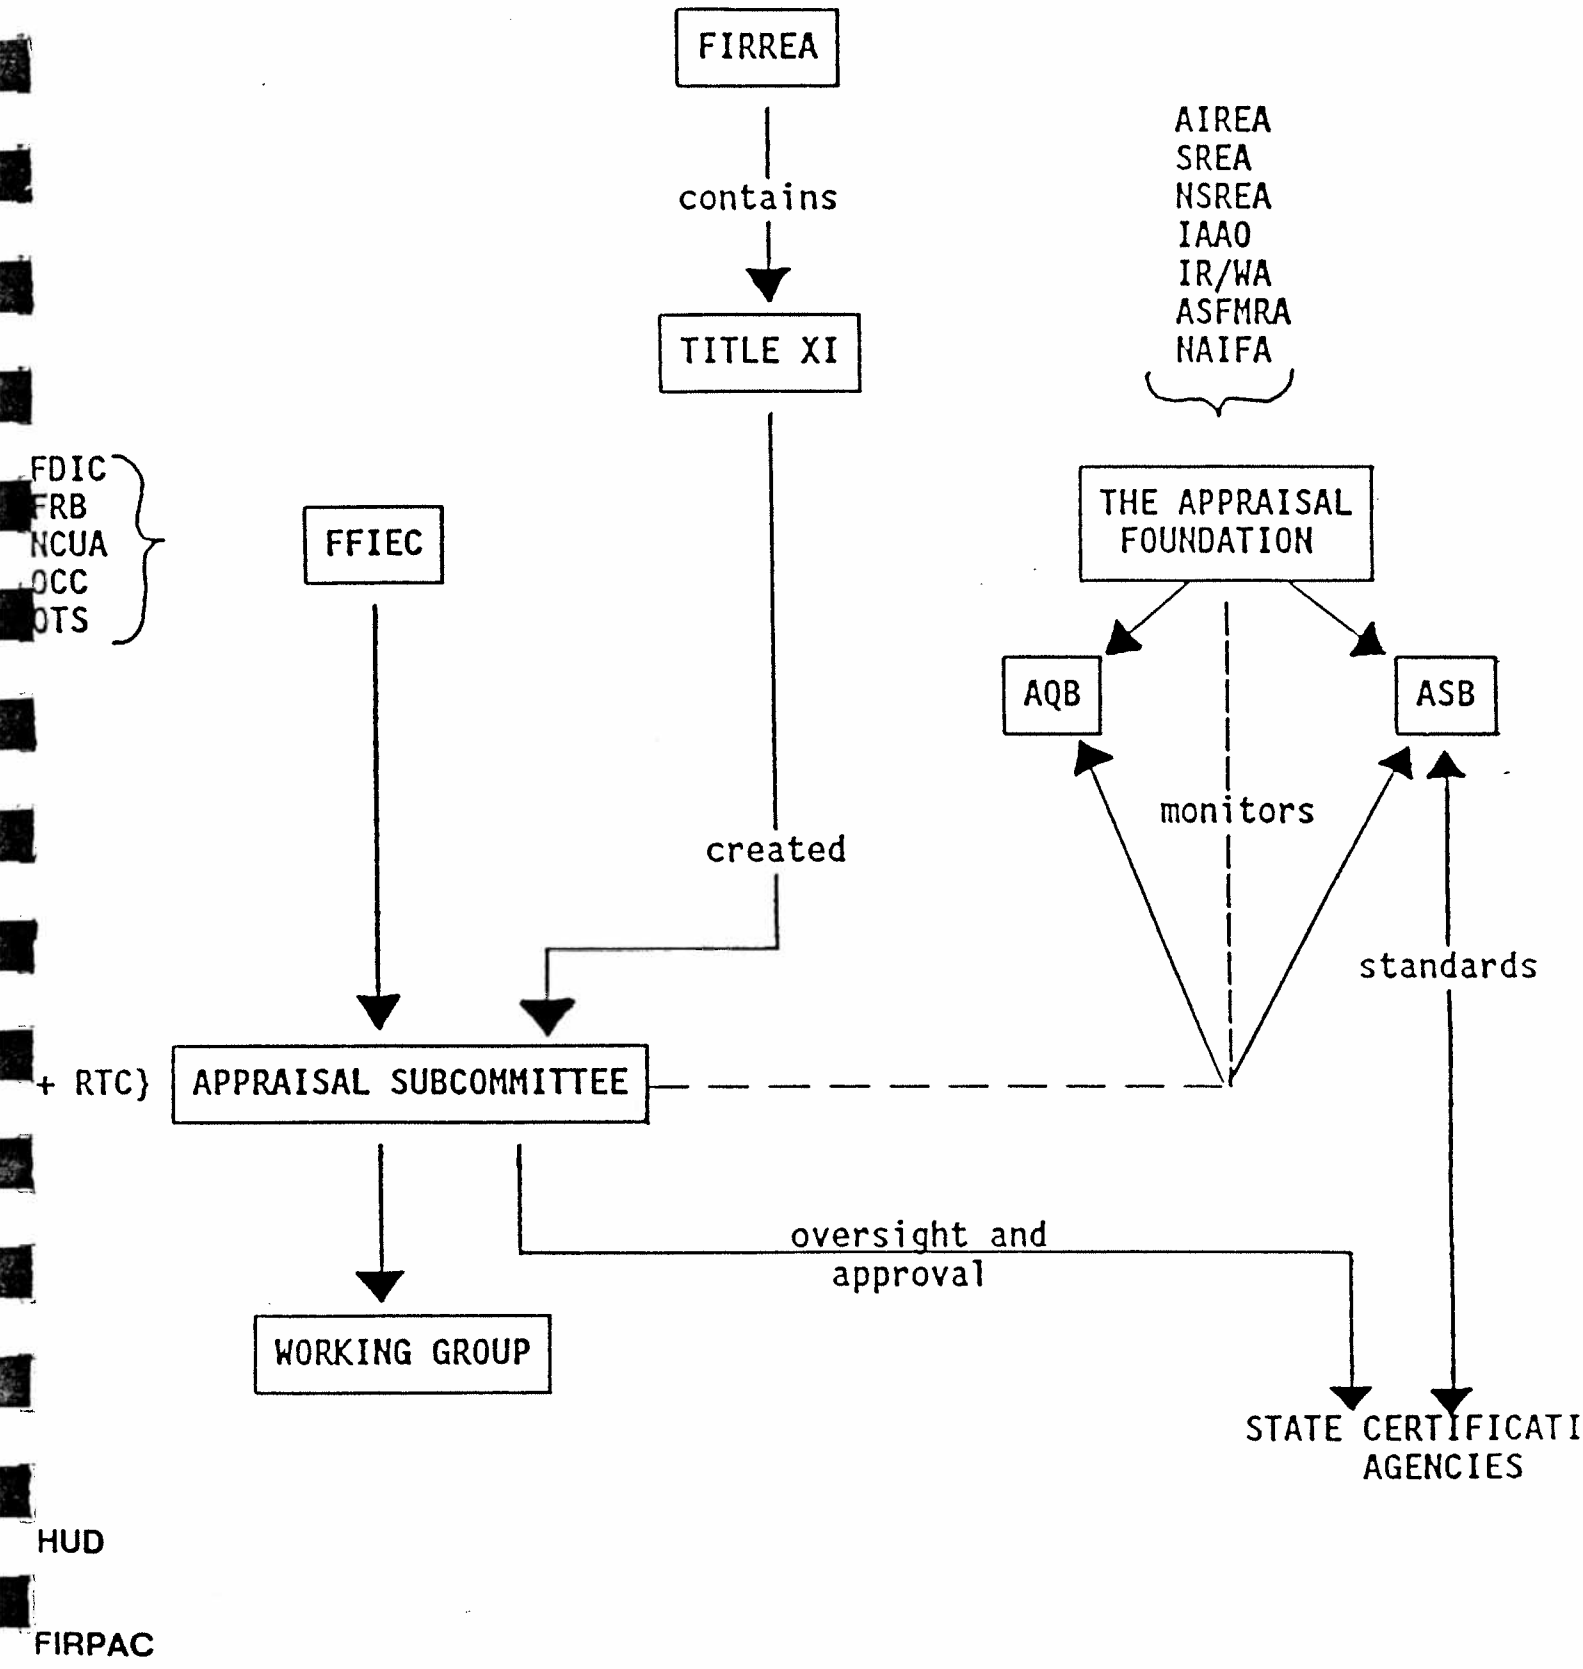 FIRREA
contains
TITLE XI
AIREA
SREA
NSREA
IAAO
IR/WA
ASFMRA
NAIFA
FDIC
FRB
NCUA
OCC
OTS
FFIEC
THE APPRAISAL
FOUNDATION
AQB
ASB
monitors
created
standards
+ RTC}
APPRAISAL SUBCOMMITTEE
oversight and
approval
WORKING GROUP
STATE CERTIFICATI
AGENCIES
HUD
FIRPAC